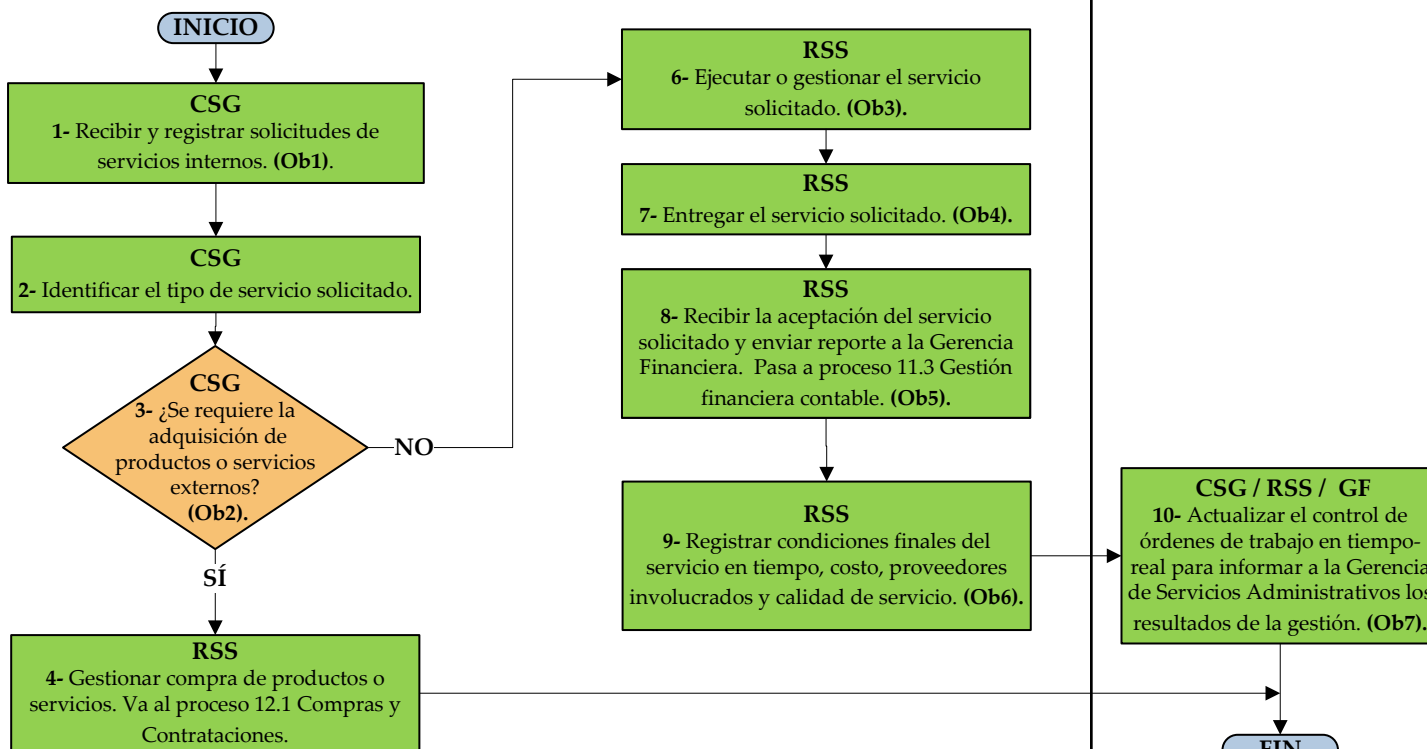 INICIO
CSG
1- Recibir y registrar solicitudes de
servicios internos. (Ob1).
CSG
2- Identificar el tipo de servicio solicitado.
CSG
3- ¿Se requiere la
adquisición de
productos o servicios
externos?
(Ob2).
NO
SÍ
RSS
4- Gestionar compra de productos o
servicios. Va al proceso 12.1 Compras y
Contrataciones.
RSS
6- Ejecutar o gestionar el servicio
solicitado. (Ob3).
RSS
7- Entregar el servicio solicitado. (Ob4).
RSS
8- Recibir la aceptación del servicio
solicitado y enviar reporte a la Gerencia
Financiera. Pasa a proceso 11.3 Gestión
financiera contable. (Ob5).
RSS
9- Registrar condiciones finales del
servicio en tiempo, costo, proveedores
involucrados y calidad de servicio. (Ob6).
CSG / RSS / GF
10- Actualizar el control de
órdenes de trabajo en tiempo-
real para informar a la Gerencia
de Servicios Administrativos los
resultados de la gestión. (Ob7).
FIN